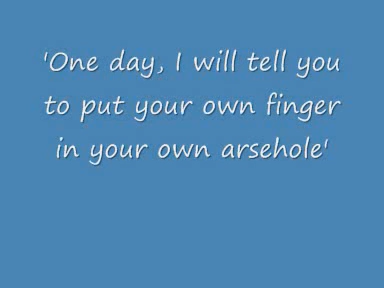 'One day, I will tell you
to put your own finger
in your own arsehole'